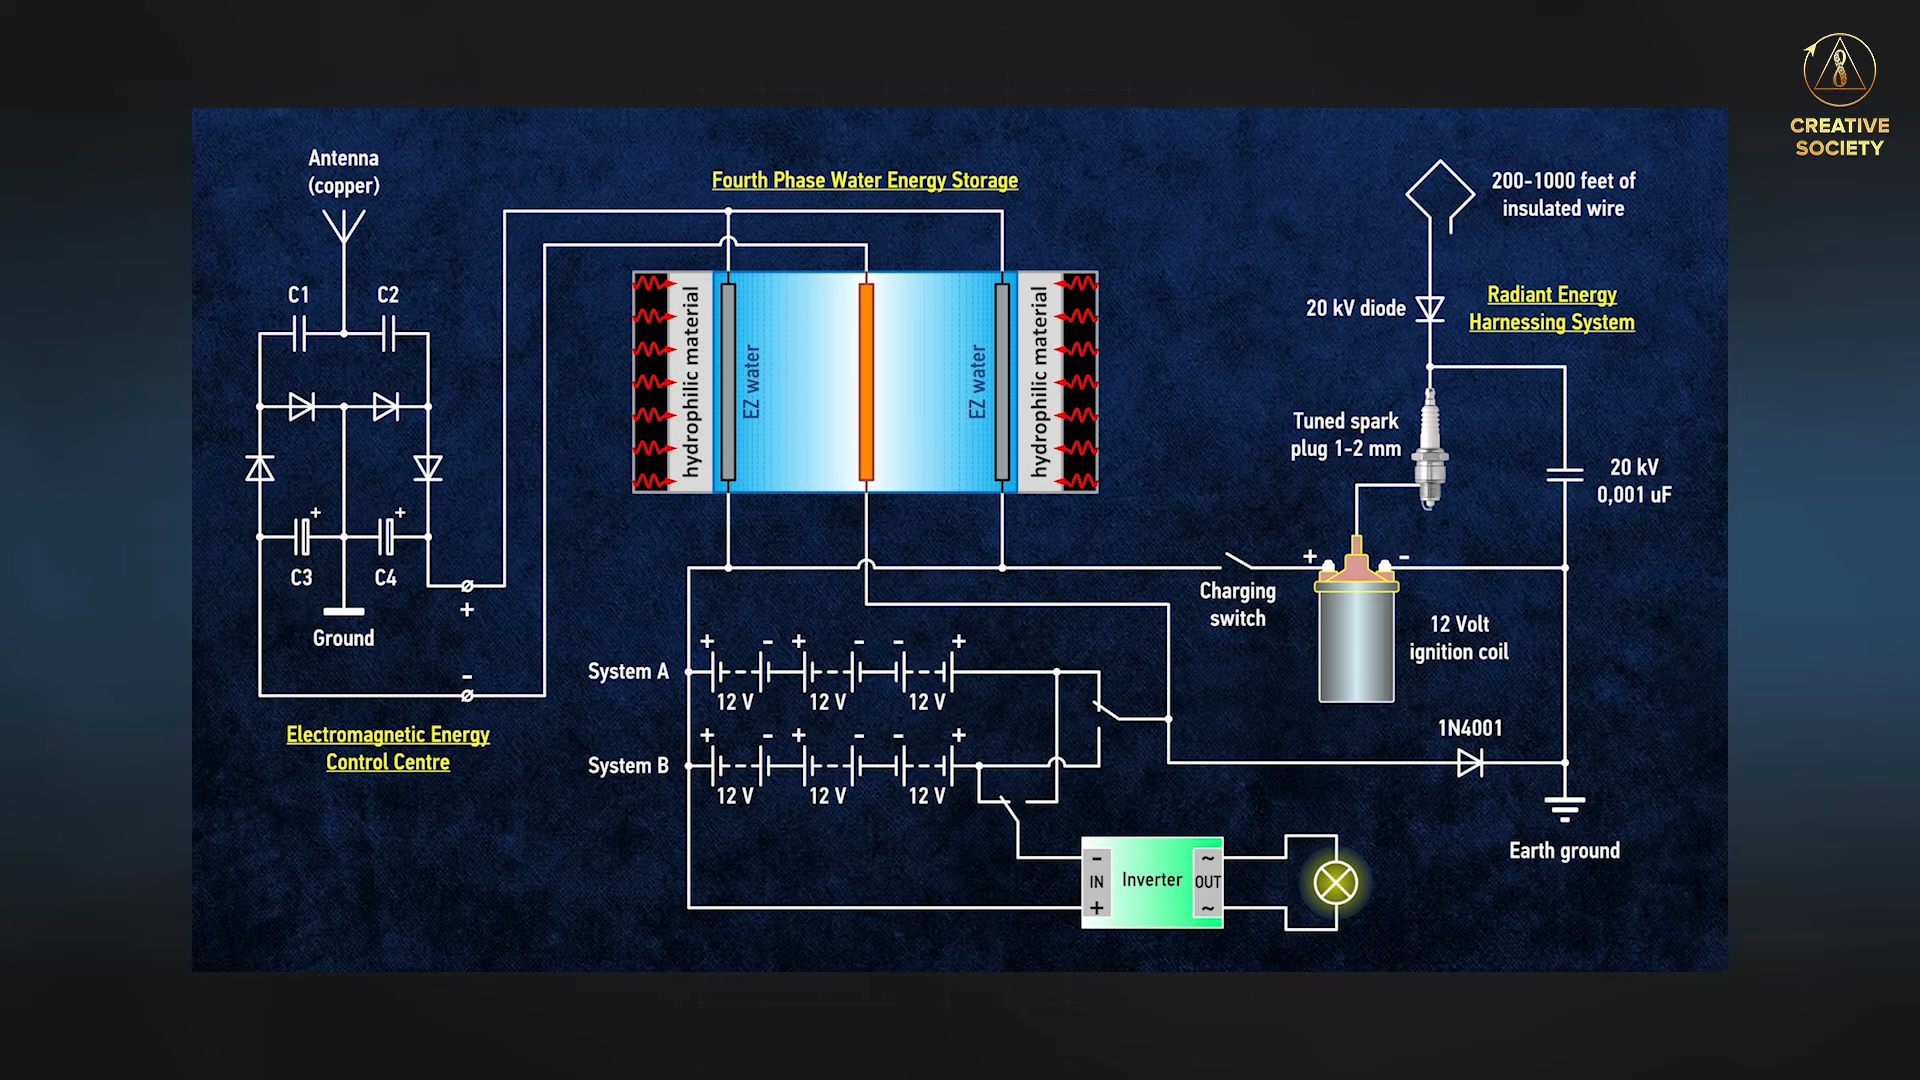 CREATIVE
SOCIETY
Antenna
(copper)
C1
C2
+
+
C3
C4
Ground
+
-
Electromagnetic Energy
Control Centre
Fourth Phase Water Energy Storage
hydrophilic material
EZ water
EZ water
hydrophilic material
200-1000 feet of
insulated wire
20 kV diode
Radiant Energy
Harnessing System
Tuned spark
plug 1-2 mm
20 kV
0,001 uF
Charging
switch
+
-
12 Volt
ignition coil
1N4001
Earth ground
System A
+ - + - - +
12 V 12 V 12 V
System B
+ - + - - +
12 V 12 V 12 V
-
IN
+
Inverter
~
OUT
~